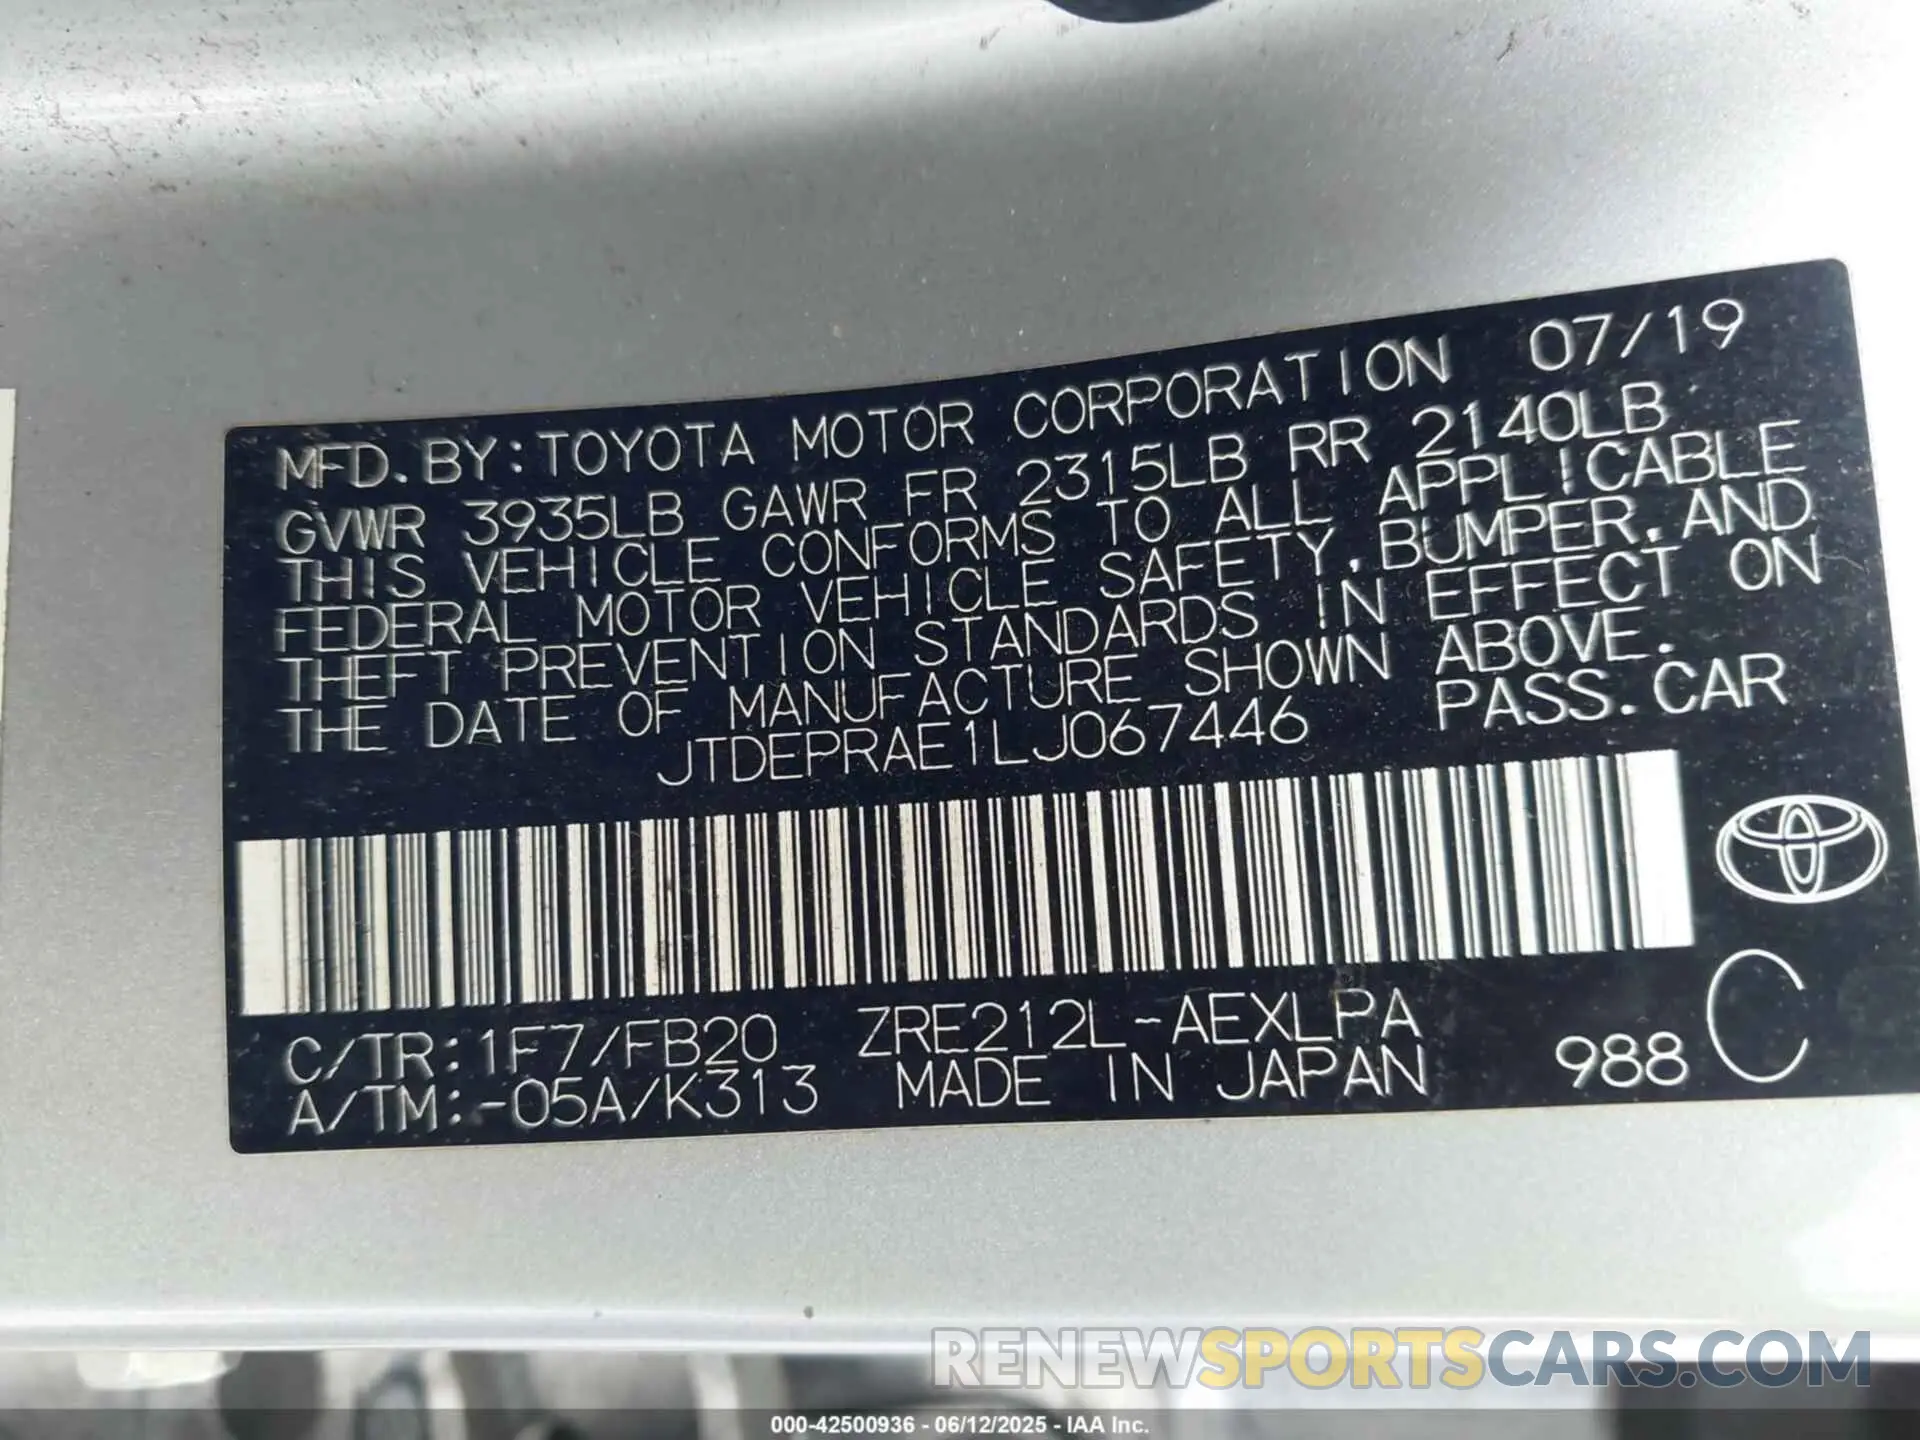 MFD. BY: TOYOTA MOTOR CORPORATION 07/19
GVWR 3935LB GAWR FR 2315LB RR 2140LB
THIS VEHICLE CONFORMS TO ALL APPLICABLE
FEDERAL MOTOR VEHICLE SAFETY, BUMPER, AND
THEFT PREVENTION STANDARDS IN EFFECT ON
THE DATE OF MANUFACTURE SHOWN ABOVE.
JTDEPRAE1LJ067446 PASS. CAR
C/TR: 1F7/FB20 ZRE212L-AEXLPA
A/TM: -05A/K313 MADE IN JAPAN 988 C
RENEWSPORTSCARS.COM
000-42500936 - 06/12/2025 - IAA Inc.